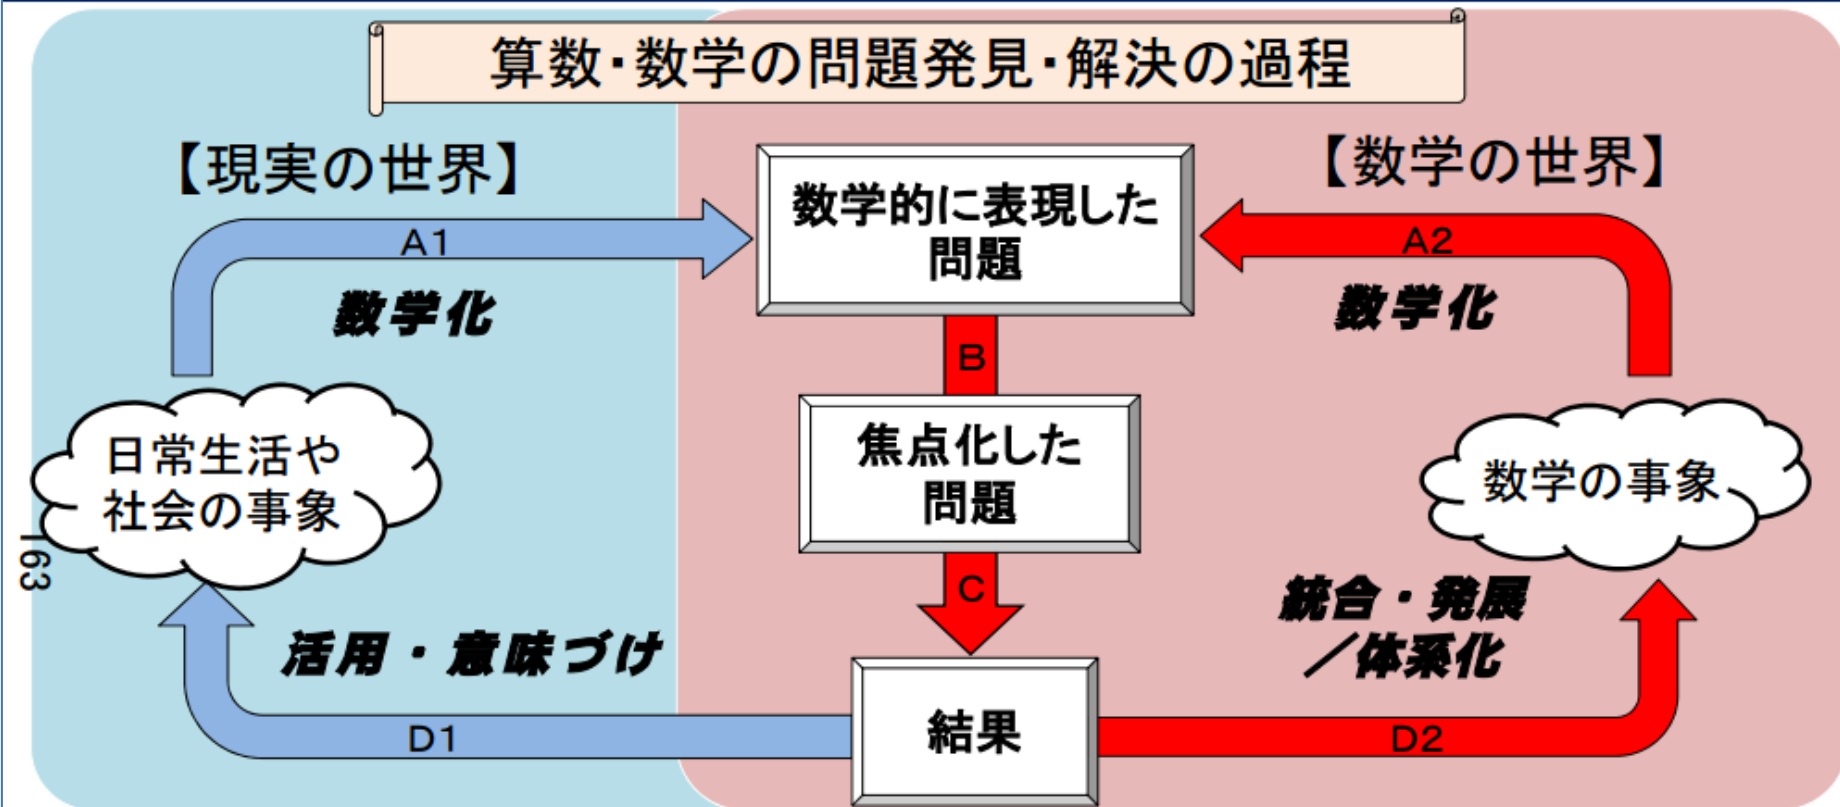 算数・数学の問題発見・解決の過程
【現実の世界】
【数学の世界】
数学的に表現した
問題
A1
A2
数学化
数学化
B
焦点化した
問題
日常生活や
社会の事象
数学の事象
163
C
統合・発展
／体系化
活用・意味づけ
結果
D1
D2